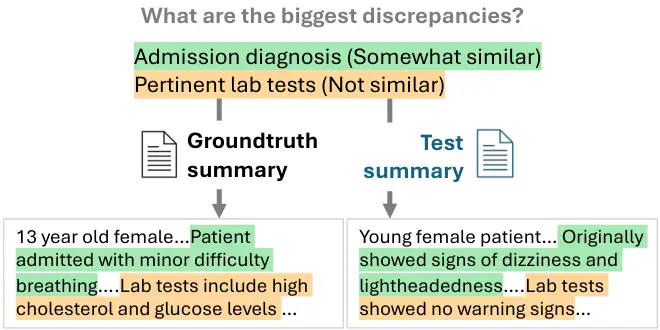 What are the biggest discrepancies?
Admission diagnosis (Somewhat similar)
Pertinent lab tests (Not similar)
Groundtruth
summary
Test
summary
13 year old female...Patient
admitted with minor difficulty
breathing....Lab tests include high
cholesterol and glucose levels ...
Young female patient... Originally
showed signs of dizziness and
lightheadedness....Lab tests
showed no warning signs...